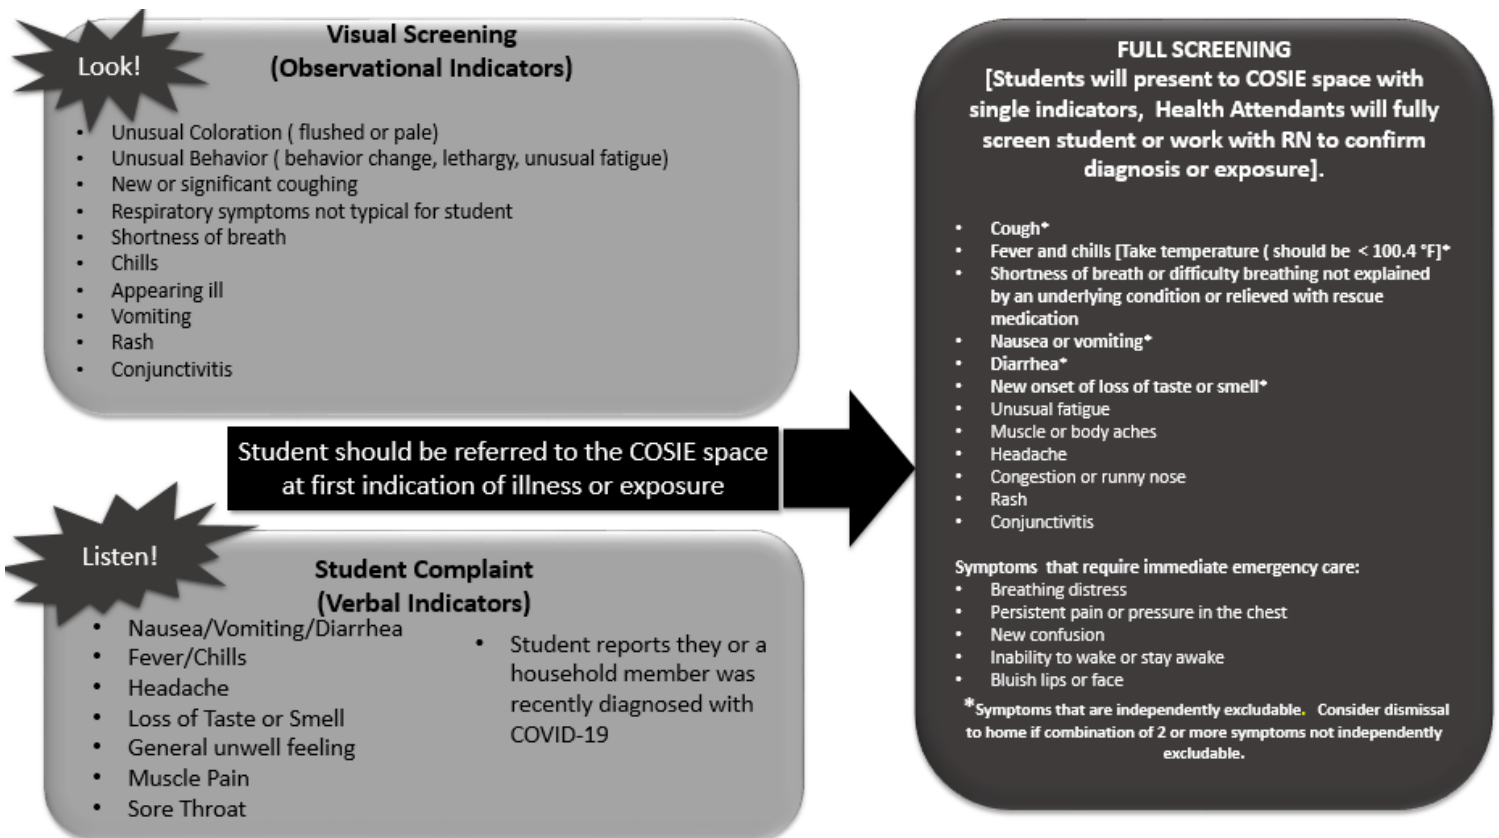 Look!
Visual Screening
(Observational Indicators)
• Unusual Coloration ( flushed or pale)
• Unusual Behavior ( behavior change, lethargy, unusual fatigue)
• New or significant coughing
• Respiratory symptoms not typical for student
• Shortness of breath
• Chills
• Appearing ill
• Vomiting
• Rash
• Conjunctivitis
Student should be referred to the COSIE space
at first indication of illness or exposure
Listen!
Student Complaint
(Verbal Indicators)
• Nausea/Vomiting/Diarrhea
• Fever/Chills
• Headache
• Loss of Taste or Smell
• General unwell feeling
• Muscle Pain
• Sore Throat
• Student reports they or a
household member was
recently diagnosed with
COVID-19
FULL SCREENING
[Students will present to COSIE space with
single indicators, Health Attendants will fully
screen student or work with RN to confirm
diagnosis or exposure].
• Cough*
• Fever and chills [Take temperature ( should be < 100.4 °F]*
• Shortness of breath or difficulty breathing not explained
by an underlying condition or relieved with rescue
medication
• Nausea or vomiting*
• Diarrhea*
• New onset of loss of taste or smell*
• Unusual fatigue
• Muscle or body aches
• Headache
• Congestion or runny nose
• Rash
• Conjunctivitis
Symptoms that require immediate emergency care:
• Breathing distress
• Persistent pain or pressure in the chest
• New confusion
• Inability to wake or stay awake
• Bluish lips or face
*Symptoms that are independently excludable. Consider dismissal
to home if combination of 2 or more symptoms not independently
excludable.